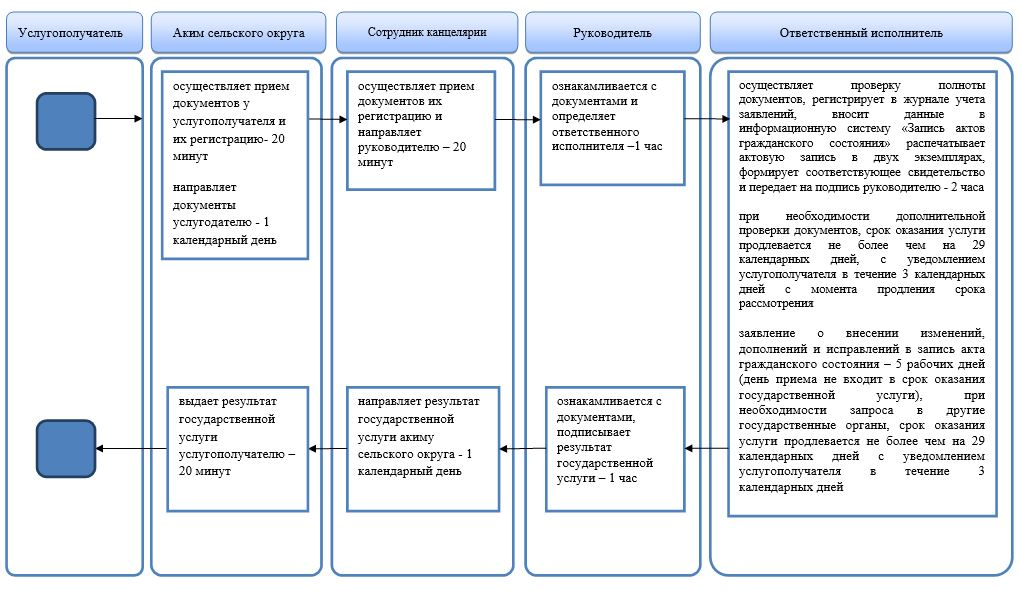 Услугополучатель
Аким сельского округа
Сотрудник канцелярии
Руководитель
Ответственный исполнитель
осуществляет прием
документов у
услугополучателя и
их регистрацию- 20
минут
направляет
документы
услугодателю - 1
календарный день
осуществляет прием
документов их
регистрацию и
направляет
руководителю – 20
минут
ознакамливается с
документами и
определяет
ответственного
исполнителя –1 час
осуществляет проверку полноты
документов, регистрирует в журнале учета
заявлений, вносит данные в
информационную систему «Запись актов
гражданского состояния» распечатывает
актовую запись в двух экземплярах,
формирует соответствующее свидетельство
и передает на подпись руководителю - 2 часа
при необходимости дополнительной
проверки документов, срок оказания услуги
продлевается не более чем на 29
календарных дней, с уведомлением
услугополучателя в течение 3 календарных
дней с момента продления срока
рассмотрения
заявление о внесении изменений,
дополнений и исправлений в запись акта
гражданского состояния – 5 рабочих дней
(день приема не входит в срок оказания
государственной услуги), при
необходимости запроса в другие
государственные органы, срок оказания
услуги продлевается не более чем на 29
календарных дней с уведомлением
услугополучателя в течение 3
календарных дней
выдает результат
государственной
услуги
услугополучателю –
20 минут
направляет результат
государственной
услуги акиму
сельского округа - 1
календарный день
ознакамливается с
документами,
подписывает
результат
государственной
услуги – 1 час